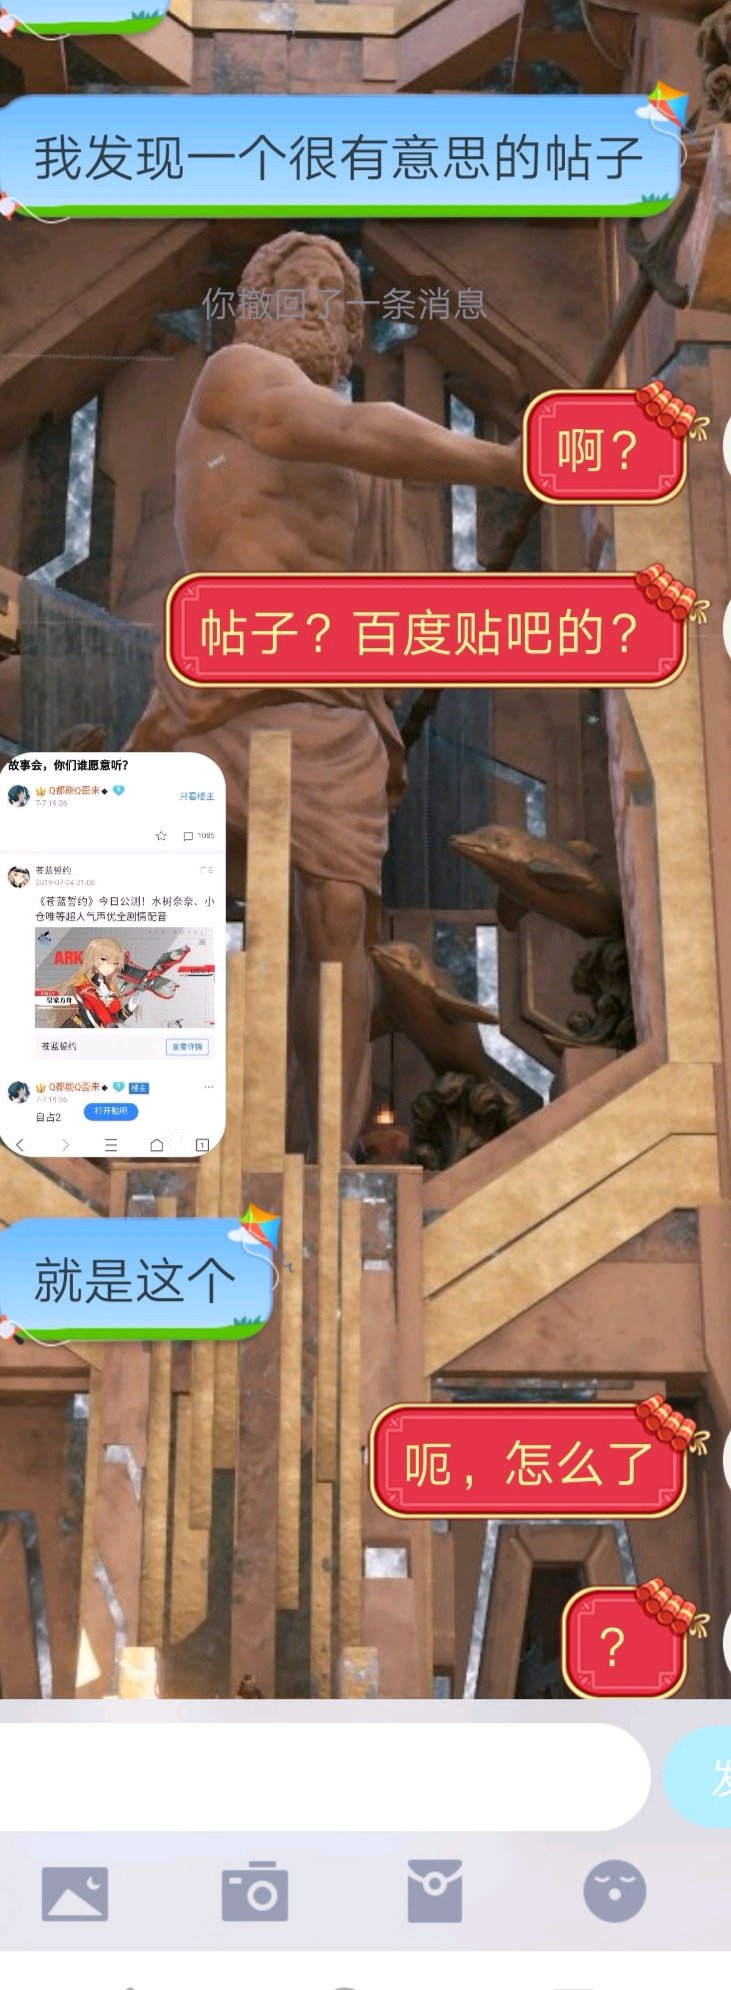 我发现一个很有意思的帖子
你撤回了一条消息
啊？
帖子？百度贴吧的？
故事会，你们谁愿意听？
Q都能Q歪来◆
7-7 19:36
只看楼主
1085
苍蓝誓约
广告
2019-07-24 21:06
《苍蓝誓约》今日公测！水树奈奈、小
仓唯等超人气声优全剧情配音
ARK
皇家方舟
苍蓝誓约
查看详情
Q都能Q歪来◆
楼主
7-7 19:36
自占2
打开贴吧
1
就是这个
呃，怎么了
？